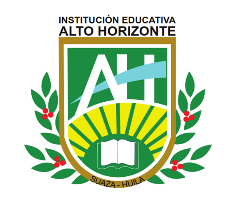 INSTITUCIÓN EDUCATIVA
ALTO HORIZONTE
AH
SUAZA - HUILA